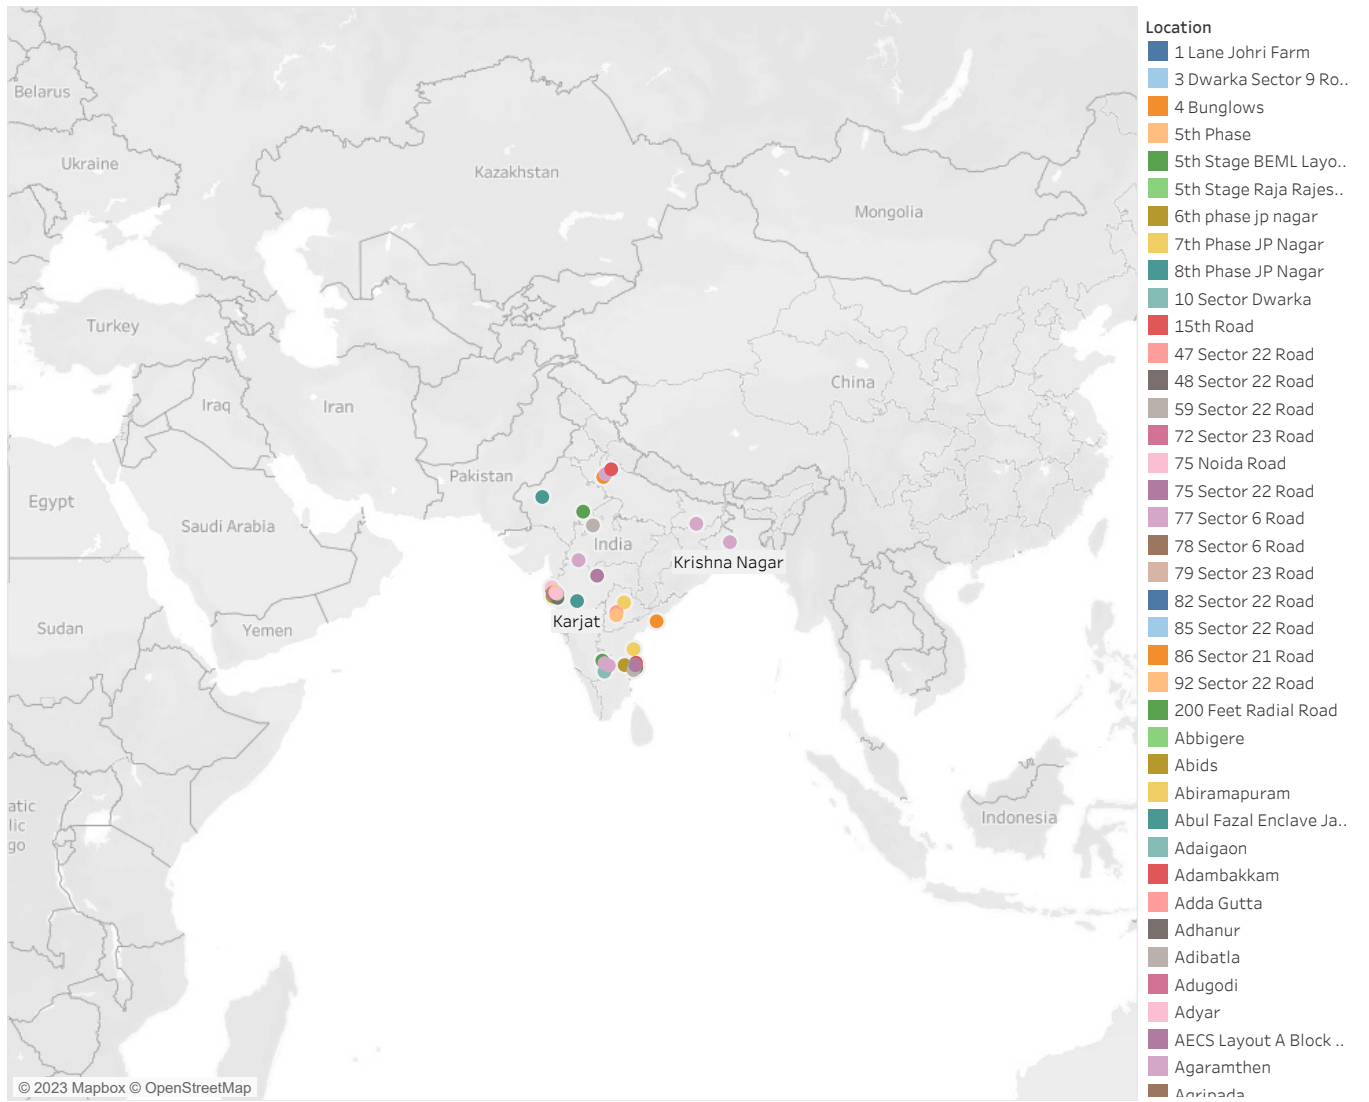 Belarus
Ukraine
Kazakhstan
Mongolia
Turkey
China
Iraq
Iran
Pakistan
Egypt
Saudi Arabia
India
Krishna Nagar
Karjat
Sudan
Yemen
atic
lic
go
Indonesia
© 2023 Mapbox © OpenStreetMap
Location
1 Lane Johri Farm
3 Dwarka Sector 9 Ro..
4 Bunglows
5th Phase
5th Stage BEML Layo..
5th Stage Raja Rajes..
6th phase jp nagar
7th Phase JP Nagar
8th Phase JP Nagar
10 Sector Dwarka
15th Road
47 Sector 22 Road
48 Sector 22 Road
59 Sector 22 Road
72 Sector 23 Road
75 Noida Road
75 Sector 22 Road
77 Sector 6 Road
78 Sector 6 Road
79 Sector 23 Road
82 Sector 22 Road
85 Sector 22 Road
86 Sector 21 Road
92 Sector 22 Road
200 Feet Radial Road
Abbigere
Abids
Abiramapuram
Abul Fazal Enclave Ja..
Adaigaon
Adambakkam
Adda Gutta
Adhanur
Adibatla
Adugodi
Adyar
AECS Layout A Block ..
Agaramthen
Agripada